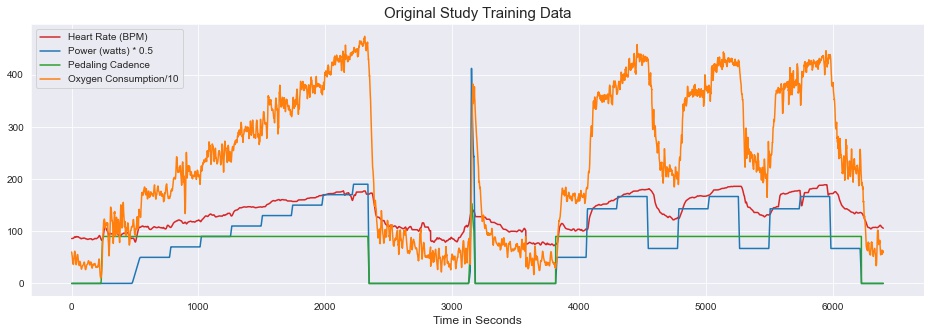 Original Study Training Data
Heart Rate (BPM)
Power (watts) * 0.5
Pedaling Cadence
Oxygen Consumption/10
400
300
200
100
0
0 1000 2000 3000 4000 5000 6000
Time in Seconds